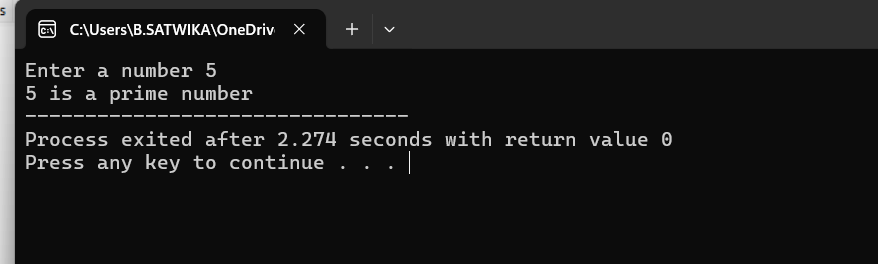 s
C:\Users\B.SATWIKA\OneDriv
Enter a number 5
5 is a prime number
--------------------------------
Process exited after 2.274 seconds with return value 0
Press any key to continue . . .